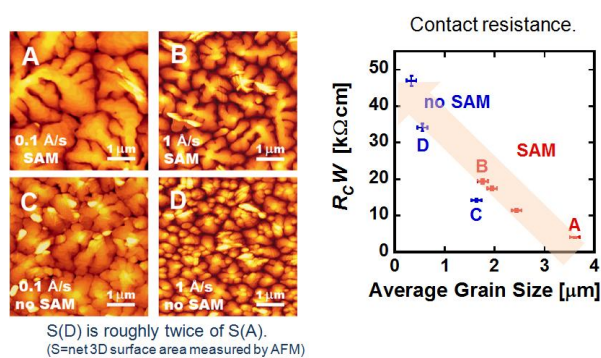 A
0.1 Å/s
SAM
1 μm
B
1 Å/s
SAM
1 μm
C
0.1 Å/s
no SAM
1 μm
D
1 Å/s
no SAM
1 μm
S(D) is roughly twice of S(A).
(S=net 3D surface area measured by AFM)
Contact resistance.
RCW [kΩcm]
50
40
30
20
10
0
no SAM
D
SAM
B
C
A
0 1 2 3 4
Average Grain Size [μm]